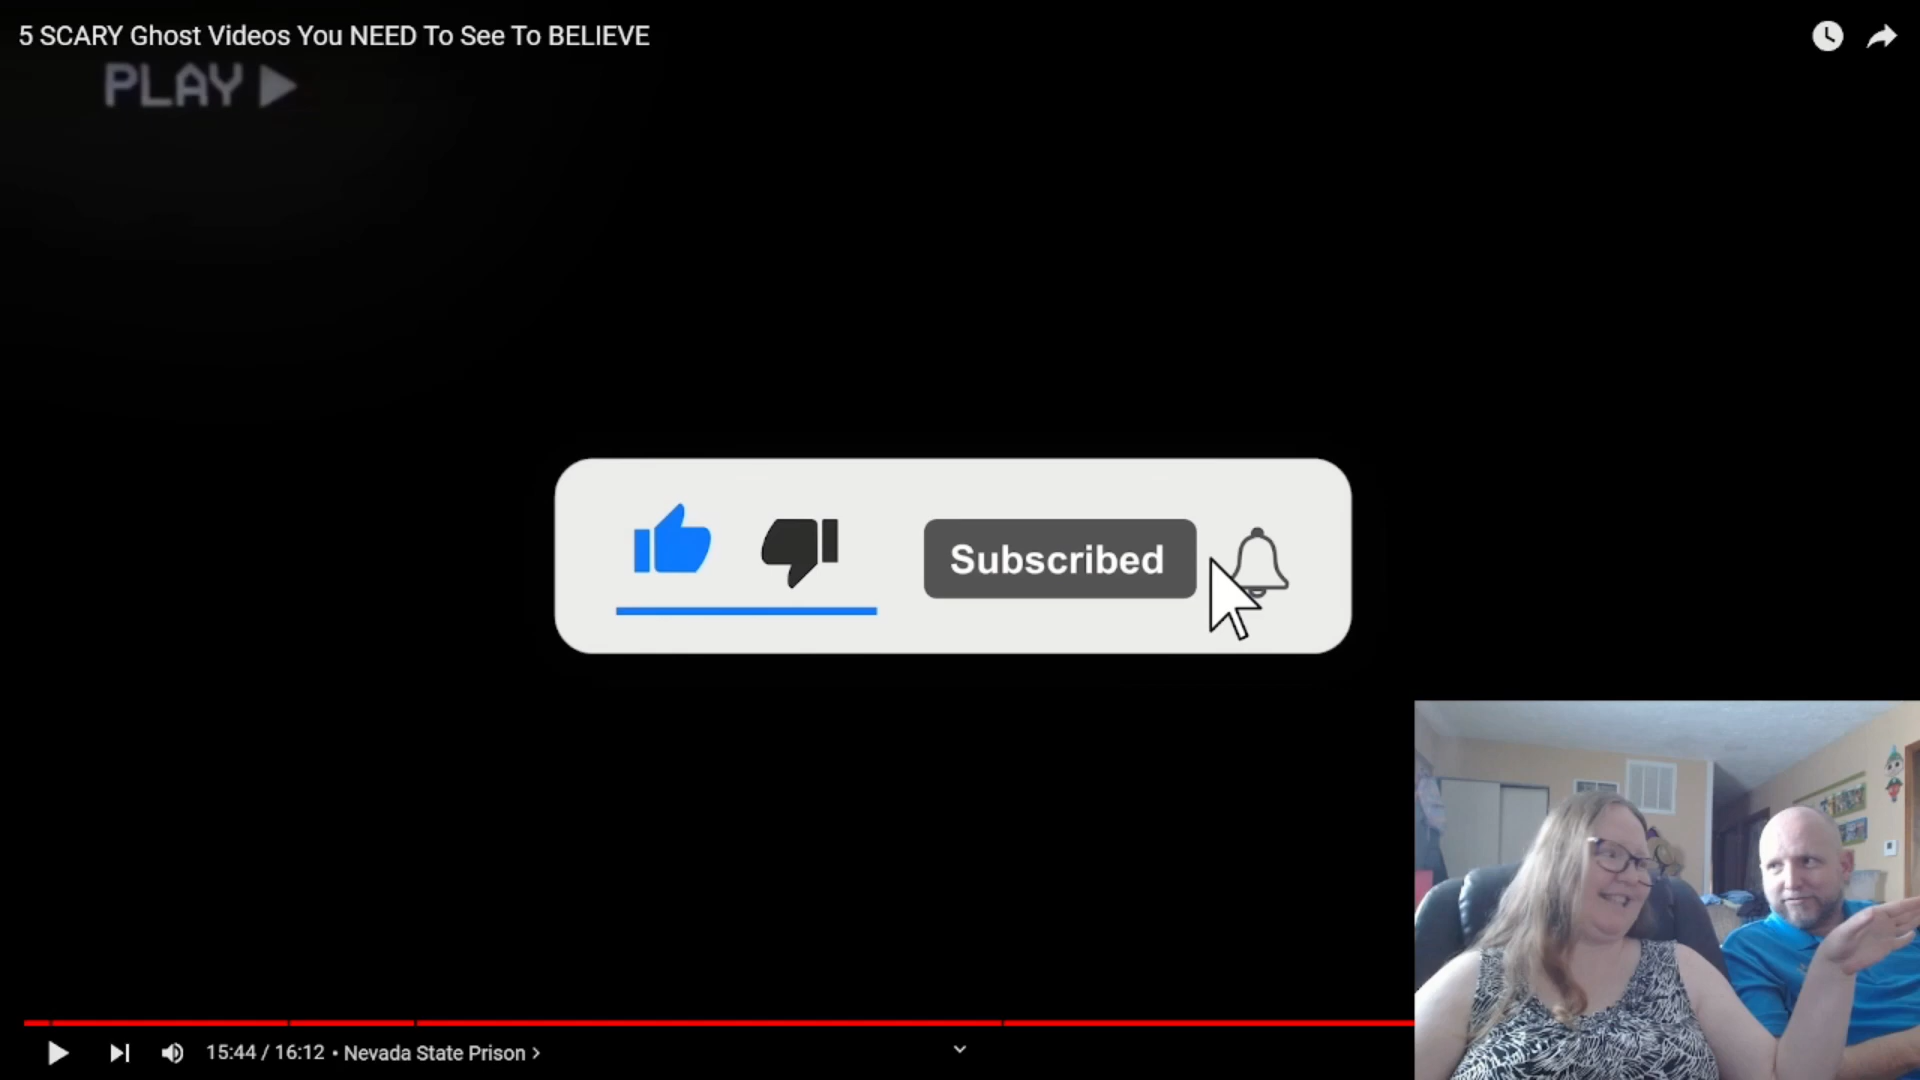 5 SCARY Ghost Videos You NEED To See To BELIEVE
PLAY
Subscribed
15:44 / 16:12 • Nevada State Prison